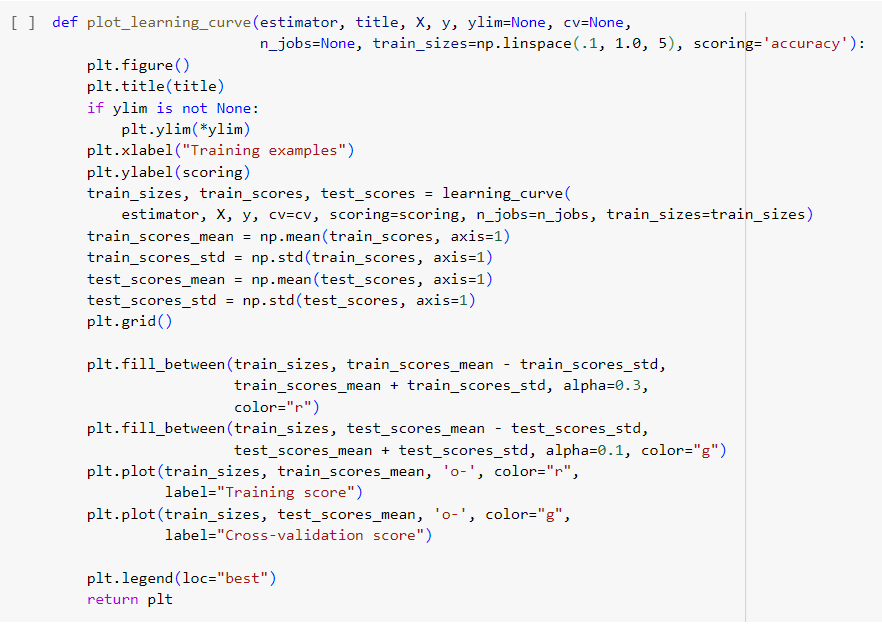 [ ] def plot_learning_curve(estimator, title, X, y, ylim=None, cv=None,
                        n_jobs=None, train_sizes=np.linspace(.1, 1.0, 5), scoring='accuracy'):
    plt.figure()
    plt.title(title)
    if ylim is not None:
        plt.ylim(*ylim)
    plt.xlabel("Training examples")
    plt.ylabel(scoring)
    train_sizes, train_scores, test_scores = learning_curve(
        estimator, X, y, cv=cv, scoring=scoring, n_jobs=n_jobs, train_sizes=train_sizes)
    train_scores_mean = np.mean(train_scores, axis=1)
    train_scores_std = np.std(train_scores, axis=1)
    test_scores_mean = np.mean(test_scores, axis=1)
    test_scores_std = np.std(test_scores, axis=1)
    plt.grid()

    plt.fill_between(train_sizes, train_scores_mean - train_scores_std,
                     train_scores_mean + train_scores_std, alpha=0.3,
                     color="r")
    plt.fill_between(train_sizes, test_scores_mean - test_scores_std,
                     test_scores_mean + test_scores_std, alpha=0.1, color="g")
    plt.plot(train_sizes, train_scores_mean, 'o-', color="r",
             label="Training score")
    plt.plot(train_sizes, test_scores_mean, 'o-', color="g",
             label="Cross-validation score")

    plt.legend(loc="best")
    return plt